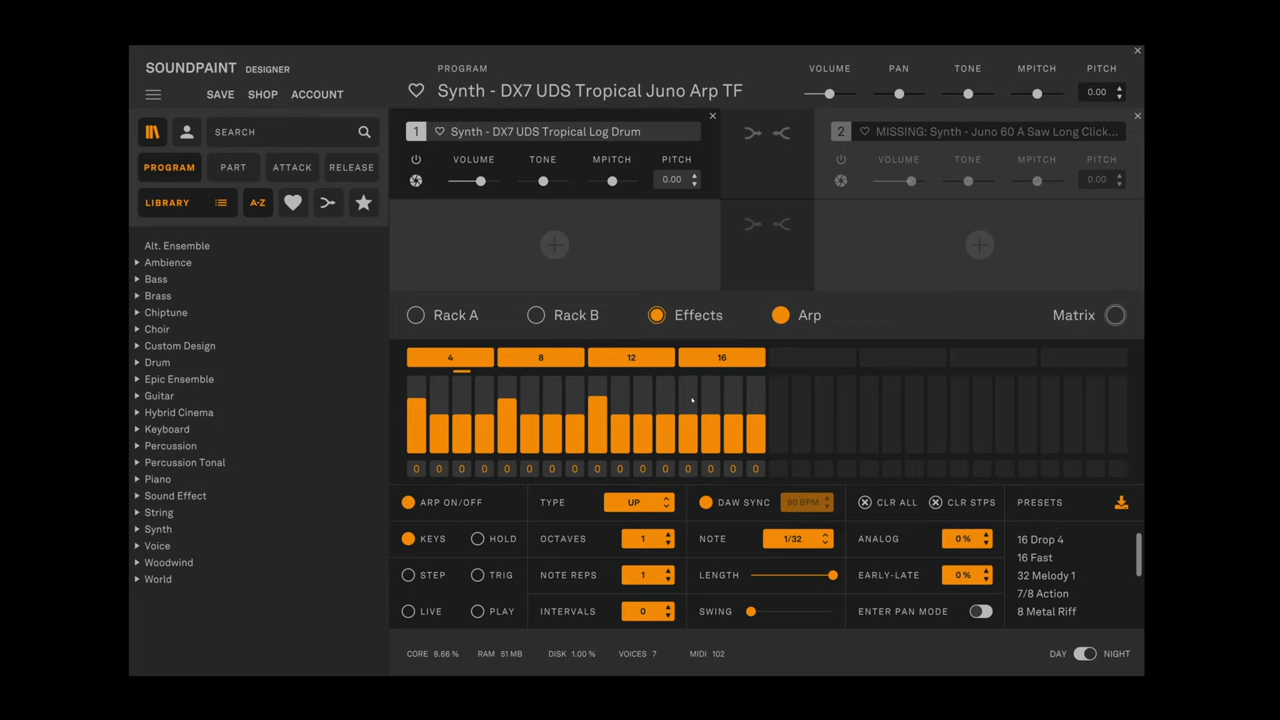 SOUNDPAINT DESIGNER
SAVE SHOP ACCOUNT
SEARCH
PROGRAM PART ATTACK RELEASE
LIBRARY A-Z
Alt. Ensemble
Ambience
Bass
Brass
Chiptune
Choir
Custom Design
Drum
Epic Ensemble
Guitar
Hybrid Cinema
Keyboard
Percussion
Percussion Tonal
Piano
Sound Effect
String
Synth
Voice
Woodwind
World
PROGRAM
Synth - DX7 UDS Tropical Juno Arp TF
VOLUME PAN TONE MPITCH PITCH
0.00
1 Synth - DX7 UDS Tropical Log Drum
VOLUME TONE MPITCH PITCH
0.00
2 MISSING: Synth - Juno 60 A Saw Long Click...
VOLUME TONE MPITCH PITCH
0.00
Rack A Rack B Effects Arp Matrix
4 8 12 16
0 0 0 0 0 0 0 0 0 0 0 0 0 0 0 0
ARP ON/OFF TYPE UP DAW SYNC 90 BPM CLR ALL CLR STPS PRESETS
KEYS HOLD OCTAVES 1 NOTE 1/32 ANALOG 0 %
STEP TRIG NOTE REPS 1 LENGTH EARLY-LATE 0 %
LIVE PLAY INTERVALS 0 SWING ENTER PAN MODE
16 Drop 4
16 Fast
32 Melody 1
7/8 Action
8 Metal Riff
CORE 8.66 % RAM 51 MB DISK 1.00 % VOICES 7 MIDI 102 DAY NIGHT